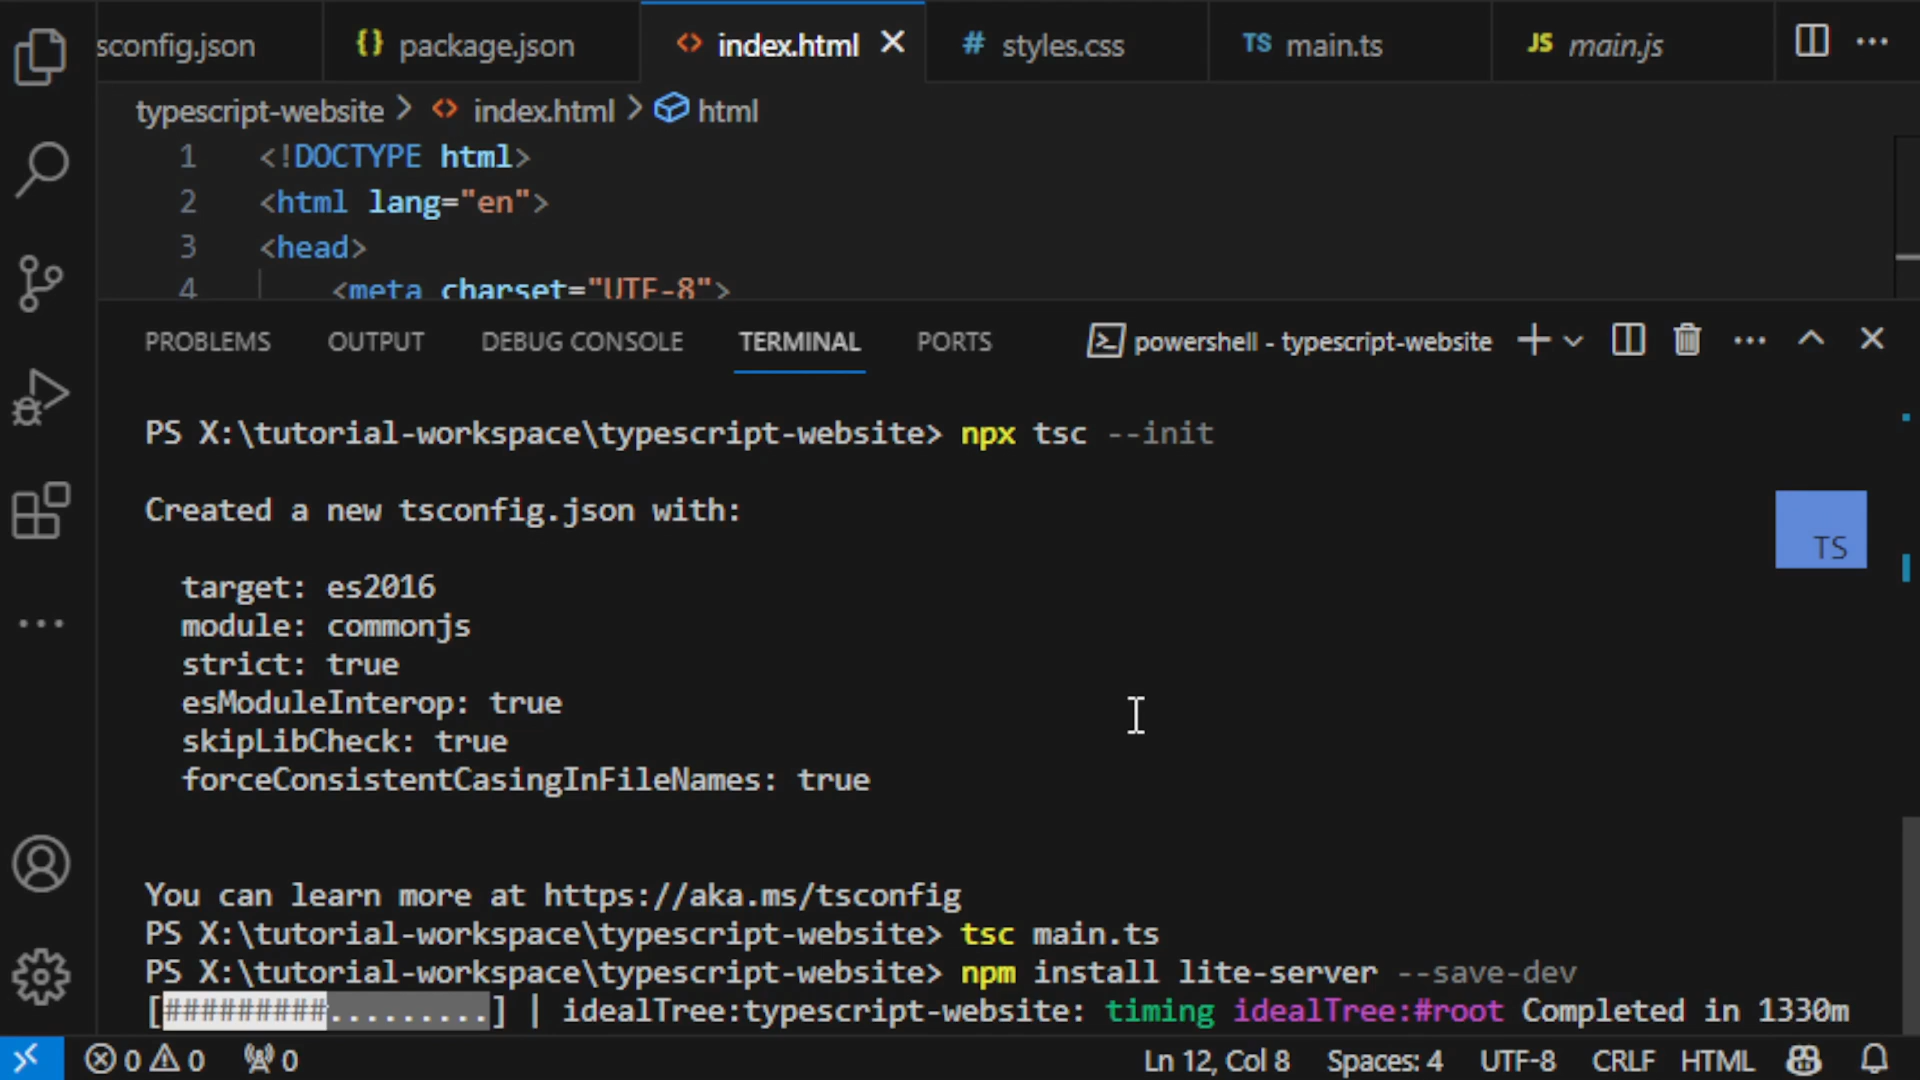 sconfig.json {} package.json <> index.html # styles.css TS main.ts JS main.js ...
typescript-website > <> index.html > html
1 <!DOCTYPE html>
2 <html lang="en">
3 <head>
4 <meta charset="UTF-8">
PROBLEMS OUTPUT DEBUG CONSOLE TERMINAL PORTS powershell - typescript-website
PS X:\tutorial-workspace\typescript-website> npx tsc --init
Created a new tsconfig.json with:
TS
target: es2016
module: commonjs
strict: true
esModuleInterop: true
skipLibCheck: true
forceConsistentCasingInFileNames: true
You can learn more at https://aka.ms/tsconfig
PS X:\tutorial-workspace\typescript-website> tsc main.ts
PS X:\tutorial-workspace\typescript-website> npm install lite-server --save-dev
[#########.........] | idealTree:typescript-website: timing idealTree:#root Completed in 1330m
0 0 0 Ln 12, Col 8 Spaces: 4 UTF-8 CRLF HTML